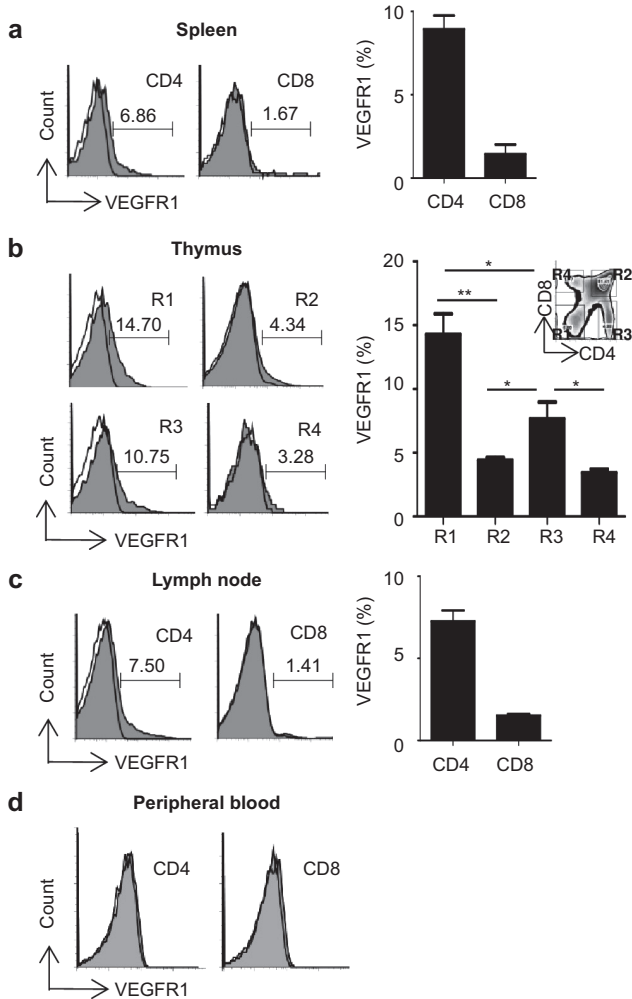 a Spleen
CD4
6.86
CD8
1.67
Count
VEGFR1
VEGFR1 (%)
10
5
0
CD4 CD8
b Thymus
R1
14.70
R2
4.34
R3
10.75
R4
3.28
Count
VEGFR1
VEGFR1 (%)
20
15
10
5
0
*
**
* *
R1 R2 R3 R4
R4 R2
R1 R3
CD8
CD4
c Lymph node
CD4
7.50
CD8
1.41
Count
VEGFR1
VEGFR1 (%)
10
5
0
CD4 CD8
d Peripheral blood
CD4
CD8
Count
VEGFR1